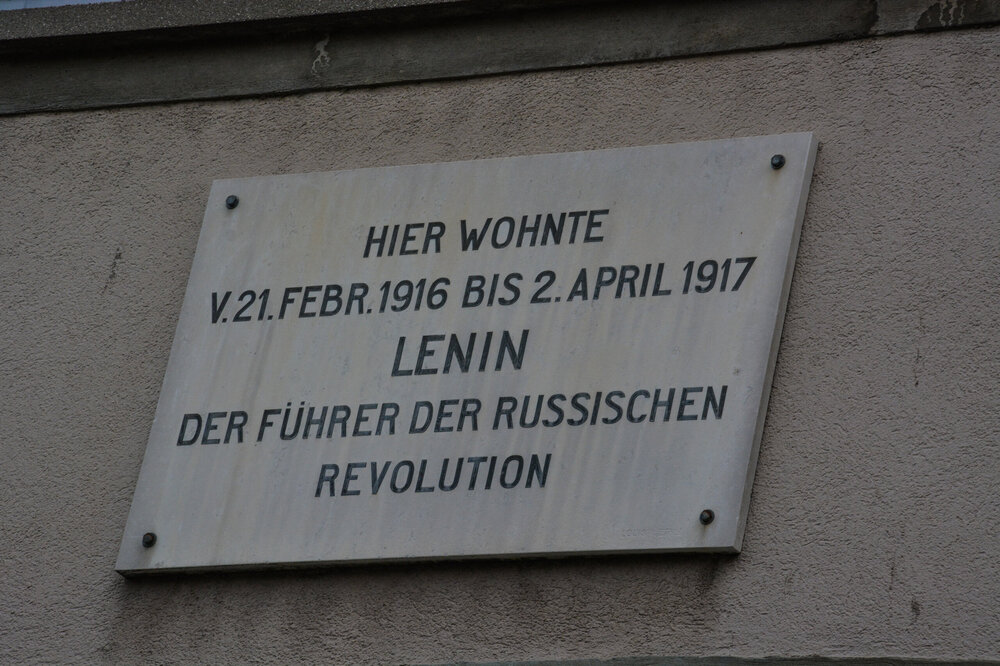 HIER WOHNTE
V. 21. FEBR. 1916 BIS 2. APRIL 1917
LENIN
DER FÜHRER DER RUSSISCHEN
REVOLUTION